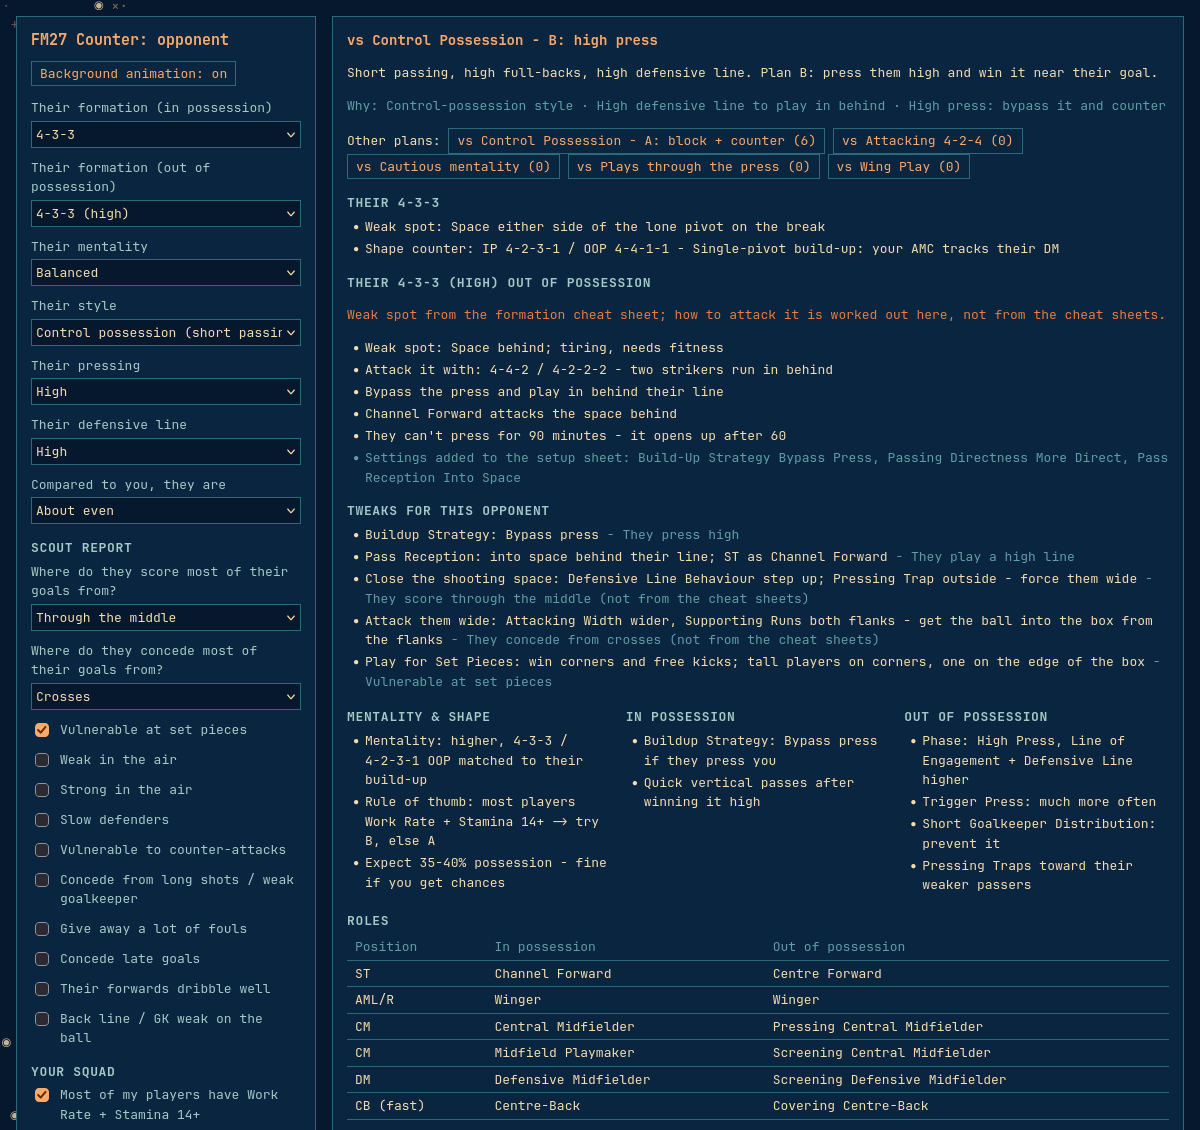 FM27 Counter: opponent
Background animation: on
Their formation (in possession)
4-3-3
Their formation (out of
possession)
4-3-3 (high)
Their mentality
Balanced
Their style
Control possession (short passin
Their pressing
High
Their defensive line
High
Compared to you, they are
About even
SCOUT REPORT
Where do they score most of their
goals from?
Through the middle
Where do they concede most of
their goals from?
Crosses
Vulnerable at set pieces
Weak in the air
Strong in the air
Slow defenders
Vulnerable to counter-attacks
Concede from long shots / weak
goalkeeper
Give away a lot of fouls
Concede late goals
Their forwards dribble well
Back line / GK weak on the
ball
YOUR SQUAD
Most of my players have Work
Rate + Stamina 14+
vs Control Possession - B: high press
Short passing, high full-backs, high defensive line. Plan B: press them high and win it near their goal.
Why: Control-possession style · High defensive line to play in behind · High press: bypass it and counter
Other plans: vs Control Possession - A: block + counter (6) vs Attacking 4-2-4 (0)
vs Cautious mentality (0) vs Plays through the press (0) vs Wing Play (0)
THEIR 4-3-3
• Weak spot: Space either side of the lone pivot on the break
• Shape counter: IP 4-2-3-1 / OOP 4-4-1-1 - Single-pivot build-up: your AMC tracks their DM
THEIR 4-3-3 (HIGH) OUT OF POSSESSION
Weak spot from the formation cheat sheet; how to attack it is worked out here, not from the cheat sheets.
• Weak spot: Space behind; tiring, needs fitness
• Attack it with: 4-4-2 / 4-2-2-2 - two strikers run in behind
• Bypass the press and play in behind their line
• Channel Forward attacks the space behind
• They can't press for 90 minutes - it opens up after 60
• Settings added to the setup sheet: Build-Up Strategy Bypass Press, Passing Directness More Direct, Pass
Reception Into Space
TWEAKS FOR THIS OPPONENT
• Buildup Strategy: Bypass press - They press high
• Pass Reception: into space behind their line; ST as Channel Forward - They play a high line
• Close the shooting space: Defensive Line Behaviour step up; Pressing Trap outside - force them wide -
They score through the middle (not from the cheat sheets)
• Attack them wide: Attacking Width wider, Supporting Runs both flanks - get the ball into the box from
the flanks - They concede from crosses (not from the cheat sheets)
• Play for Set Pieces: win corners and free kicks; tall players on corners, one on the edge of the box -
Vulnerable at set pieces
MENTALITY & SHAPE
• Mentality: higher, 4-3-3 /
4-2-3-1 OOP matched to their
build-up
• Rule of thumb: most players
Work Rate + Stamina 14+ → try
B, else A
• Expect 35-40% possession - fine
if you get chances
IN POSSESSION
• Buildup Strategy: Bypass press
if they press you
• Quick vertical passes after
winning it high
OUT OF POSSESSION
• Phase: High Press, Line of
Engagement + Defensive Line
higher
• Trigger Press: much more often
• Short Goalkeeper Distribution:
prevent it
• Pressing Traps toward their
weaker passers
ROLES
Position In possession Out of possession
ST Channel Forward Centre Forward
AML/R Winger Winger
CM Central Midfielder Pressing Central Midfielder
CM Midfield Playmaker Screening Central Midfielder
DM Defensive Midfielder Screening Defensive Midfielder
CB (fast) Centre-Back Covering Centre-Back